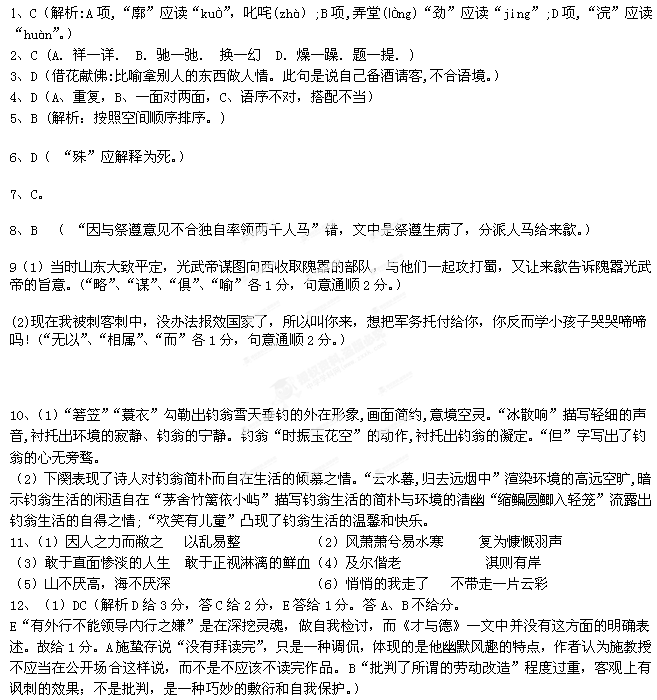 1、C（解析:A项，“廓”应读“kuò”，叱咤(zhà）;B项,弄堂(lòng)“劲”应读“jìng”;D项，“浣”应读
“huàn”。）
2、C（A. 祥一详. B. 驰一弛. 换一幻 D. 燥一躁. 题一提. ）
3、D（借花献佛:比喻拿别人的东西做人情。此句是说自己备酒请客,不合语境。）
4、D（A、重复，B、一面对两面，C、语序不对，搭配不当）
5、B（解析：按照空间顺序排序。）
6、D（ “殊”应解释为死。）
7、C。
8、B （ “因与祭遵意见不合独自率领两千人马”错，文中是祭遵生病了，分派人马给来歙。）
9（1）当时山东大致平定，光武帝谋图向西收取隗嚣的部队，与他们一起攻打蜀，又让来歙告诉隗嚣光武
帝的旨意。（“略”、“谋”、“俱”、“喻”各1分，句意通顺2分。）
(2)现在我被刺客刺中，没办法报效国家了，所以叫你来，想把军务托付给你，你反而学小孩子哭哭啼啼
吗!（“无以”、“相属”、“而”各1分，句意通顺2分。）
10、（1）“箬笠”“蓑衣”勾勒出钓翁雪天垂钓的外在形象,画面简约,意境空灵。“冰散响”描写轻细的声
音,衬托出环境的寂静、钓翁的宁静。钓翁“时振玉花空”的动作,衬托出钓翁的凝定。“但”字写出了钓
翁的心无旁骛。
（2）下阕表现了诗人对钓翁简朴而自在生活的倾慕之情。“云水暮,归去远烟中”渲染环境的高远空旷,暗
示钓翁生活的闲适自在“茅舍竹篱依小屿”描写钓翁生活的简朴与环境的清幽“缩鳊圆鲫入轻笼”流露出
钓翁生活的自得之情;“欢笑有儿童”凸现了钓翁生活的温馨和快乐。
11、（1）因人之力而敝之 以乱易整 （2）风萧萧兮易水寒 复为慷慨羽声
（3）敢于直面惨淡的人生 敢于正视淋漓的鲜血（4）及尔偕老 淇则有岸
（5）山不厌高，海不厌深 （6）悄悄的我走了 不带走一片云彩
12、（1）DC（解析D给3分，答C给2分，E答给1分。答A、B不给分。
E“有外行不能领导内行之嫌”是在深挖灵魂，做自我检讨，而《才与德》一文中并没有这方面的明确表
述。故给1分。A施蛰存说“没有拜读完”，只是一种调侃，体现的是他幽默风趣的特点，作者认为施教授
不应当在公开场合这样说，而不是不应该不读完作品。B“批判了所谓的劳动改造”程度过重，客观上有
讽刺的效果；不是批判，是一种巧妙的敷衍和自我保护。）